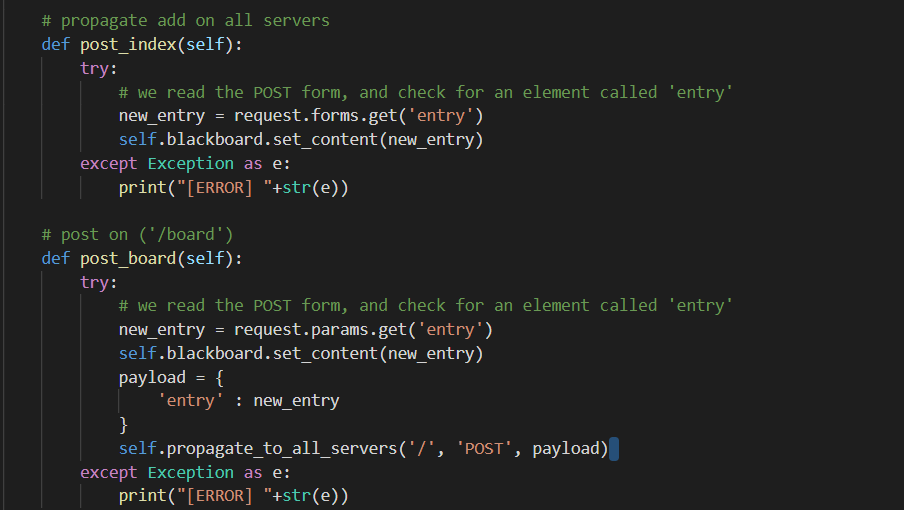 # propagate add on all servers
def post_index(self):
try:
# we read the POST form, and check for an element called 'entry'
new_entry = request.forms.get('entry')
self.blackboard.set_content(new_entry)
except Exception as e:
print("[ERROR] "+str(e))
# post on ('/board')
def post_board(self):
try:
# we read the POST form, and check for an element called 'entry'
new_entry = request.params.get('entry')
self.blackboard.set_content(new_entry)
payload = {
'entry' : new_entry
}
self.propagate_to_all_servers('/', 'POST', payload)
except Exception as e:
print("[ERROR] "+str(e))